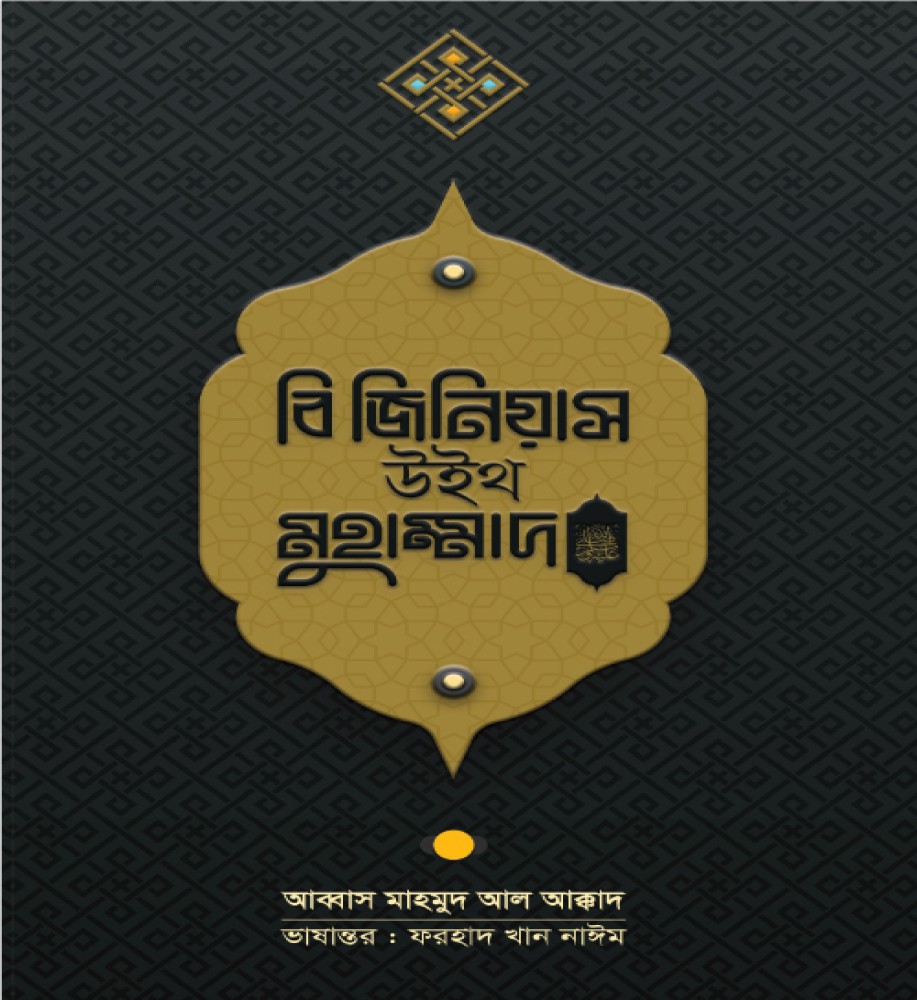 বি জিনিয়াস
উইথ
মুহাম্মাদ
আব্বাস মাহমুদ আল আক্কাদ
ভাষান্তর : ফরহাদ খান নাঈম